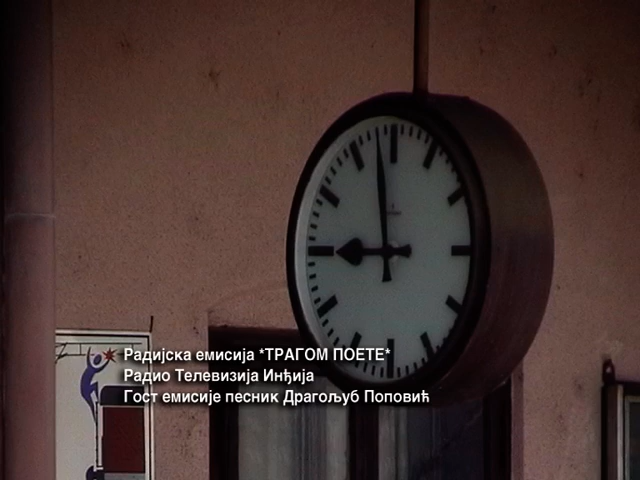 Радијска емисија *ТРАГОМ ПОЕТЕ*
Радио Телевизија Инђија
Гост емисије песник Драгољуб Поповић